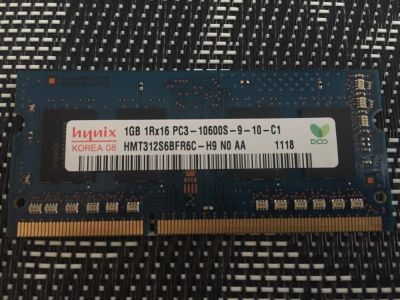 hynix
KOREA 08
1GB 1Rx16 PC3-10600S-9-10-C1
HMT312S6BFR6C-H9 N0 AA 1118
ECO